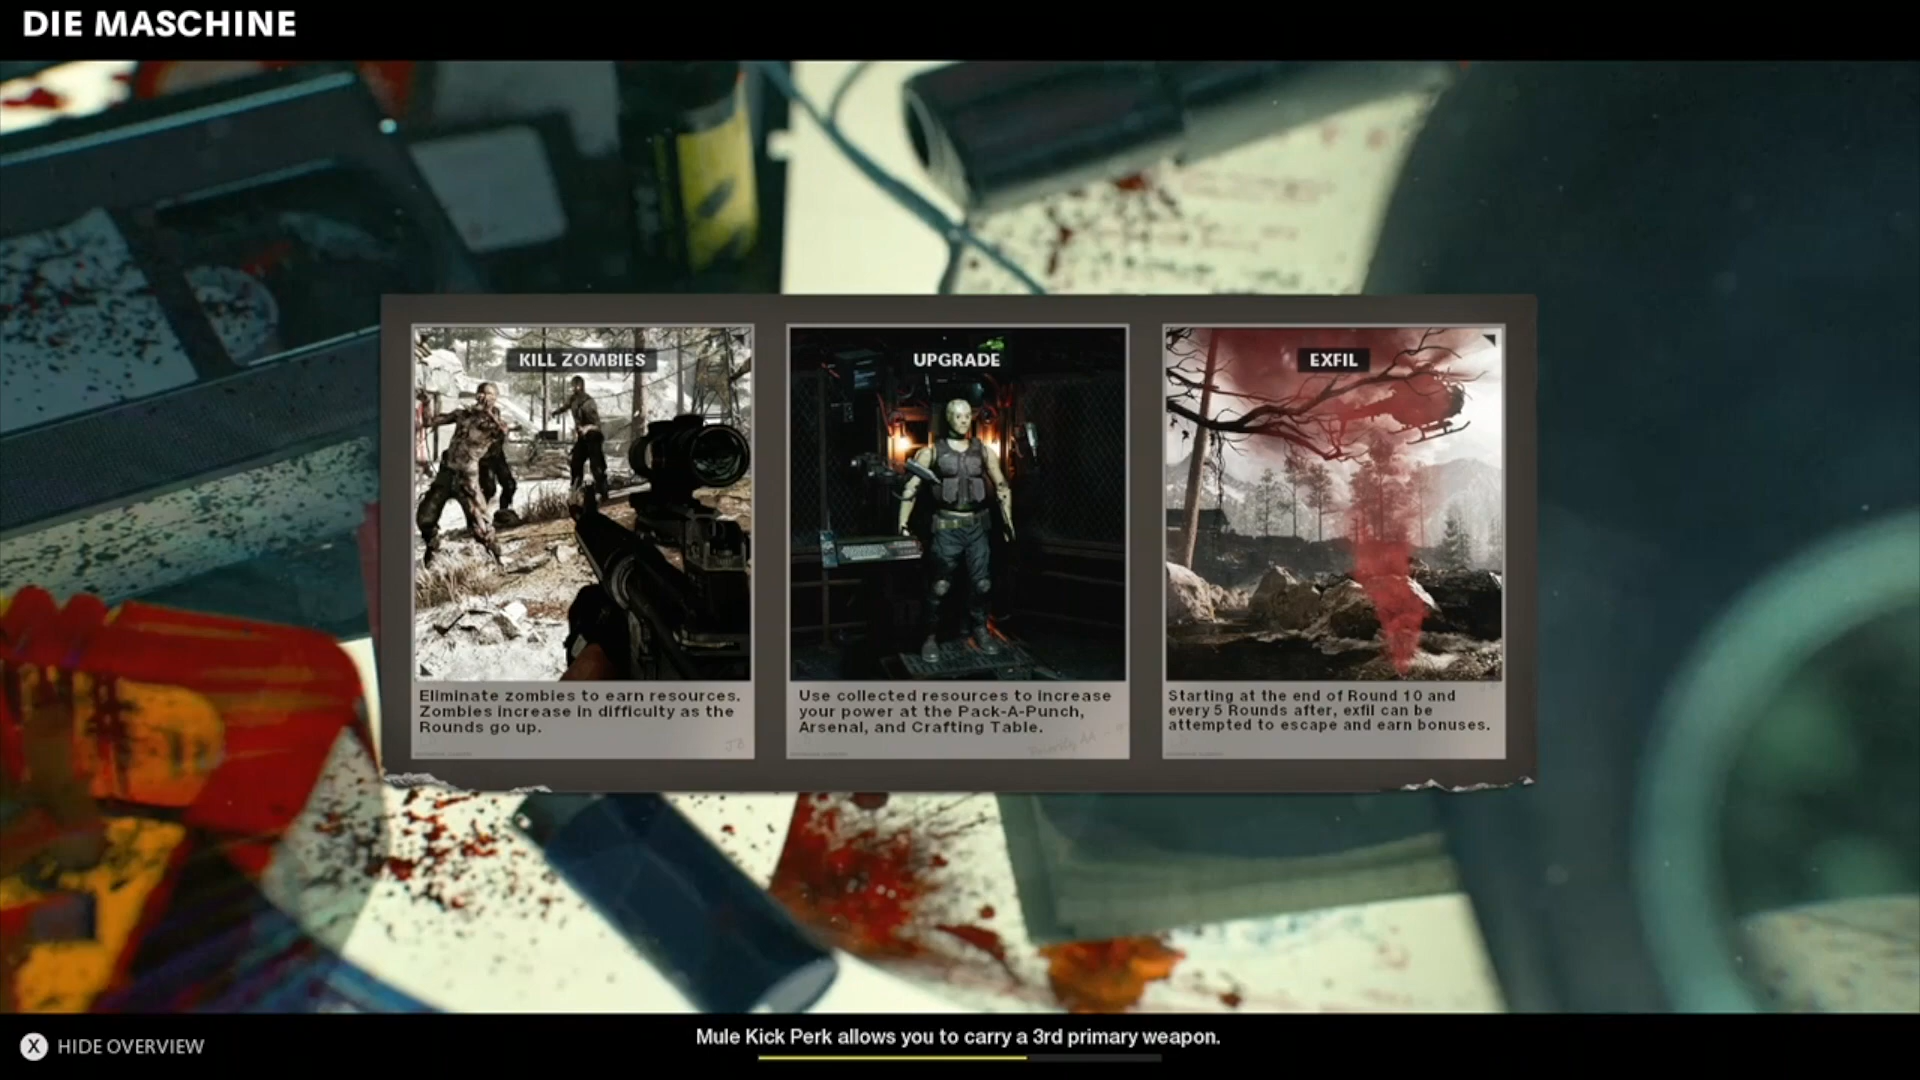 DIE MASCHINE
KILL ZOMBIES
Eliminate zombies to earn resources.
Zombies increase in difficulty as the
Rounds go up.
UPGRADE
Use collected resources to increase
your power at the Pack-A-Punch,
Arsenal, and Crafting Table.
EXFIL
Starting at the end of Round 10 and
every 5 Rounds after, exfil can be
attempted to escape and earn bonuses.
Mule Kick Perk allows you to carry a 3rd primary weapon.
X HIDE OVERVIEW